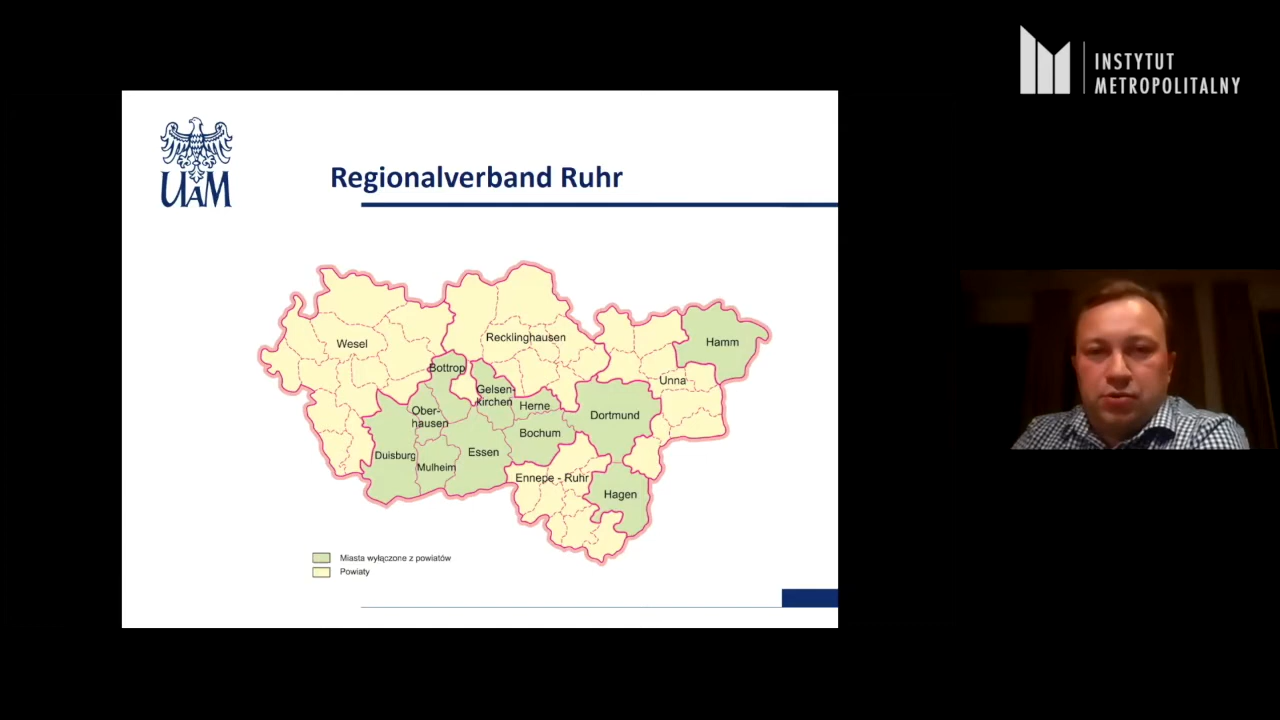 INSTYTUT
METROPOLITALNY
UAM
Regionalverband Ruhr
Wesel
Recklinghausen
Hamm
Bottrop
Unna
Gelsen-
kirchen
Herne
Ober-
hausen
Dortmund
Bochum
Duisburg
Essen
Mulheim
Ennepe - Ruhr
Hagen
Miasta wyłączone z powiatów
Powiaty